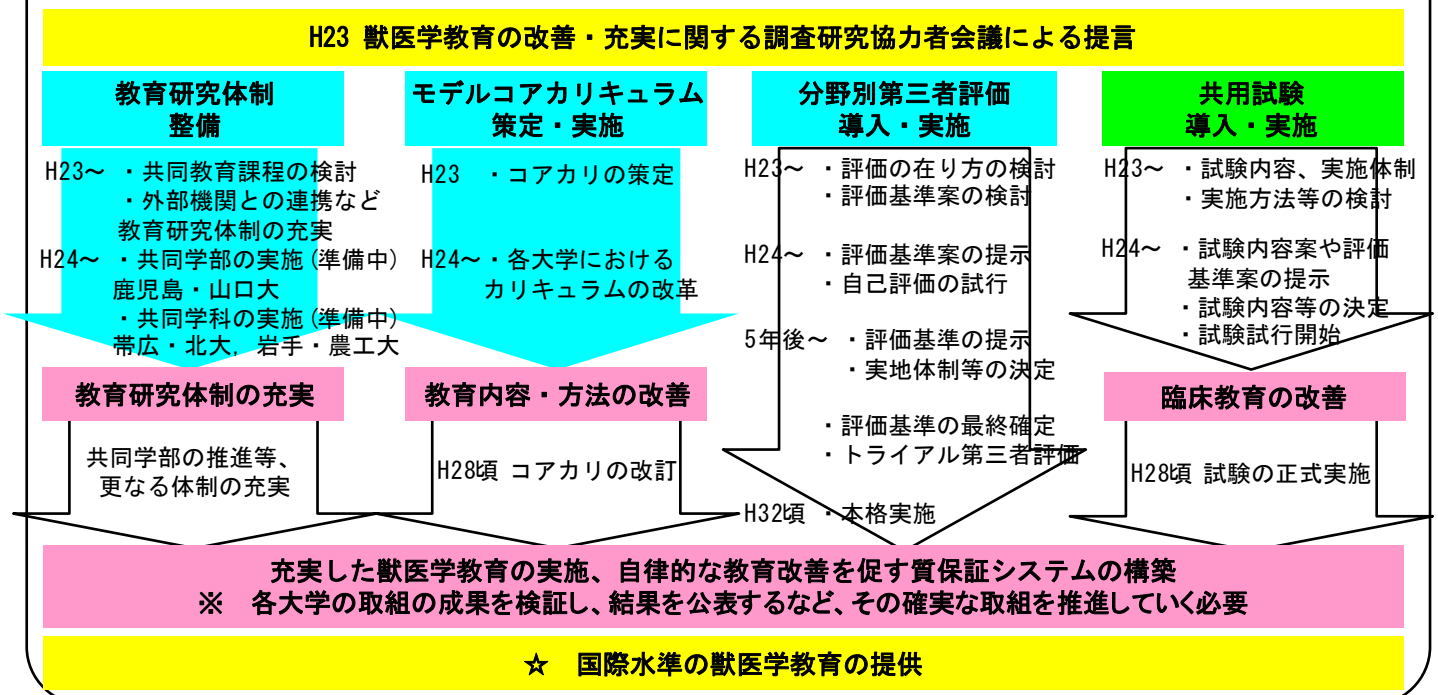 H23 獣医学教育の改善・充実に関する調査研究協力者会議による提言
教育研究体制
整備
H23～ ・共同教育課程の検討
・外部機関との連携など
教育研究体制の充実
H24～ ・共同学部の実施(準備中)
鹿児島・山口大
・共同学科の実施(準備中)
帯広・北大, 岩手・農工大
教育研究体制の充実
共同学部の推進等、
更なる体制の充実
モデルコアカリキュラム
策定・実施
H23 ・コアカリの策定
H24～・各大学における
カリキュラムの改革
教育内容・方法の改善
H28頃 コアカリの改訂
分野別第三者評価
導入・実施
H23～ ・評価の在り方の検討
・評価基準案の検討
H24～ ・評価基準案の提示
・自己評価の試行
5年後～ ・評価基準の提示
・実地体制等の決定
・評価基準の最終確定
・トライアル第三者評価
H32頃 ・本格実施
共用試験
導入・実施
H23～ ・試験内容、実施体制
・実施方法等の検討
H24～ ・試験内容案や評価
基準案の提示
・試験内容等の決定
・試験試行開始
臨床教育の改善
H28頃 試験の正式実施
充実した獣医学教育の実施、自律的な教育改善を促す質保証システムの構築
※ 各大学の取組の成果を検証し、結果を公表するなど、その確実な取組を推進していく必要
☆ 国際水準の獣医学教育の提供